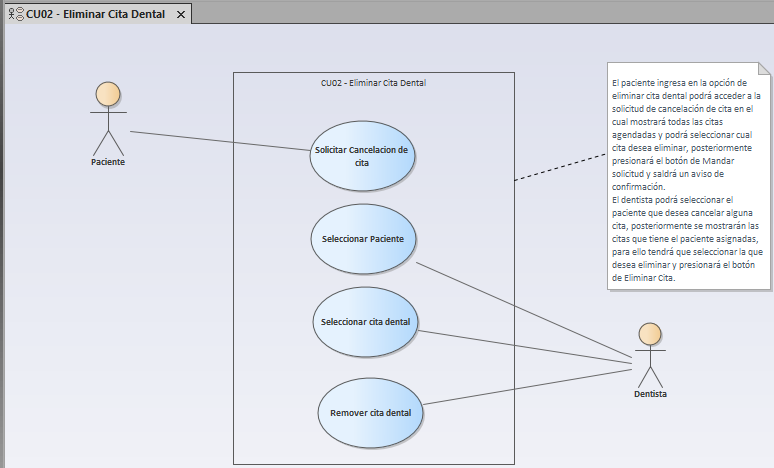 CU02 - Eliminar Cita Dental
CU02 - Eliminar Cita Dental
Paciente
Solicitar Cancelacion de
cita
Seleccionar Paciente
Seleccionar cita dental
Remover cita dental
El paciente ingresa en la opción de
eliminar cita dental podrá acceder a la
solicitud de cancelación de cita en el
cual mostrará todas las citas
agendadas y podrá seleccionar cual
cita desea eliminar, posteriormente
presionará el botón de Mandar
solicitud y saldrá un aviso de
confirmación.
El dentista podrá seleccionar el
paciente que desea cancelar alguna
cita, posteriormente se mostrarán las
citas que tiene el paciente asignadas,
para ello tendrá que seleccionar la que
desea eliminar y presionará el botón
de Eliminar Cita.
Dentista